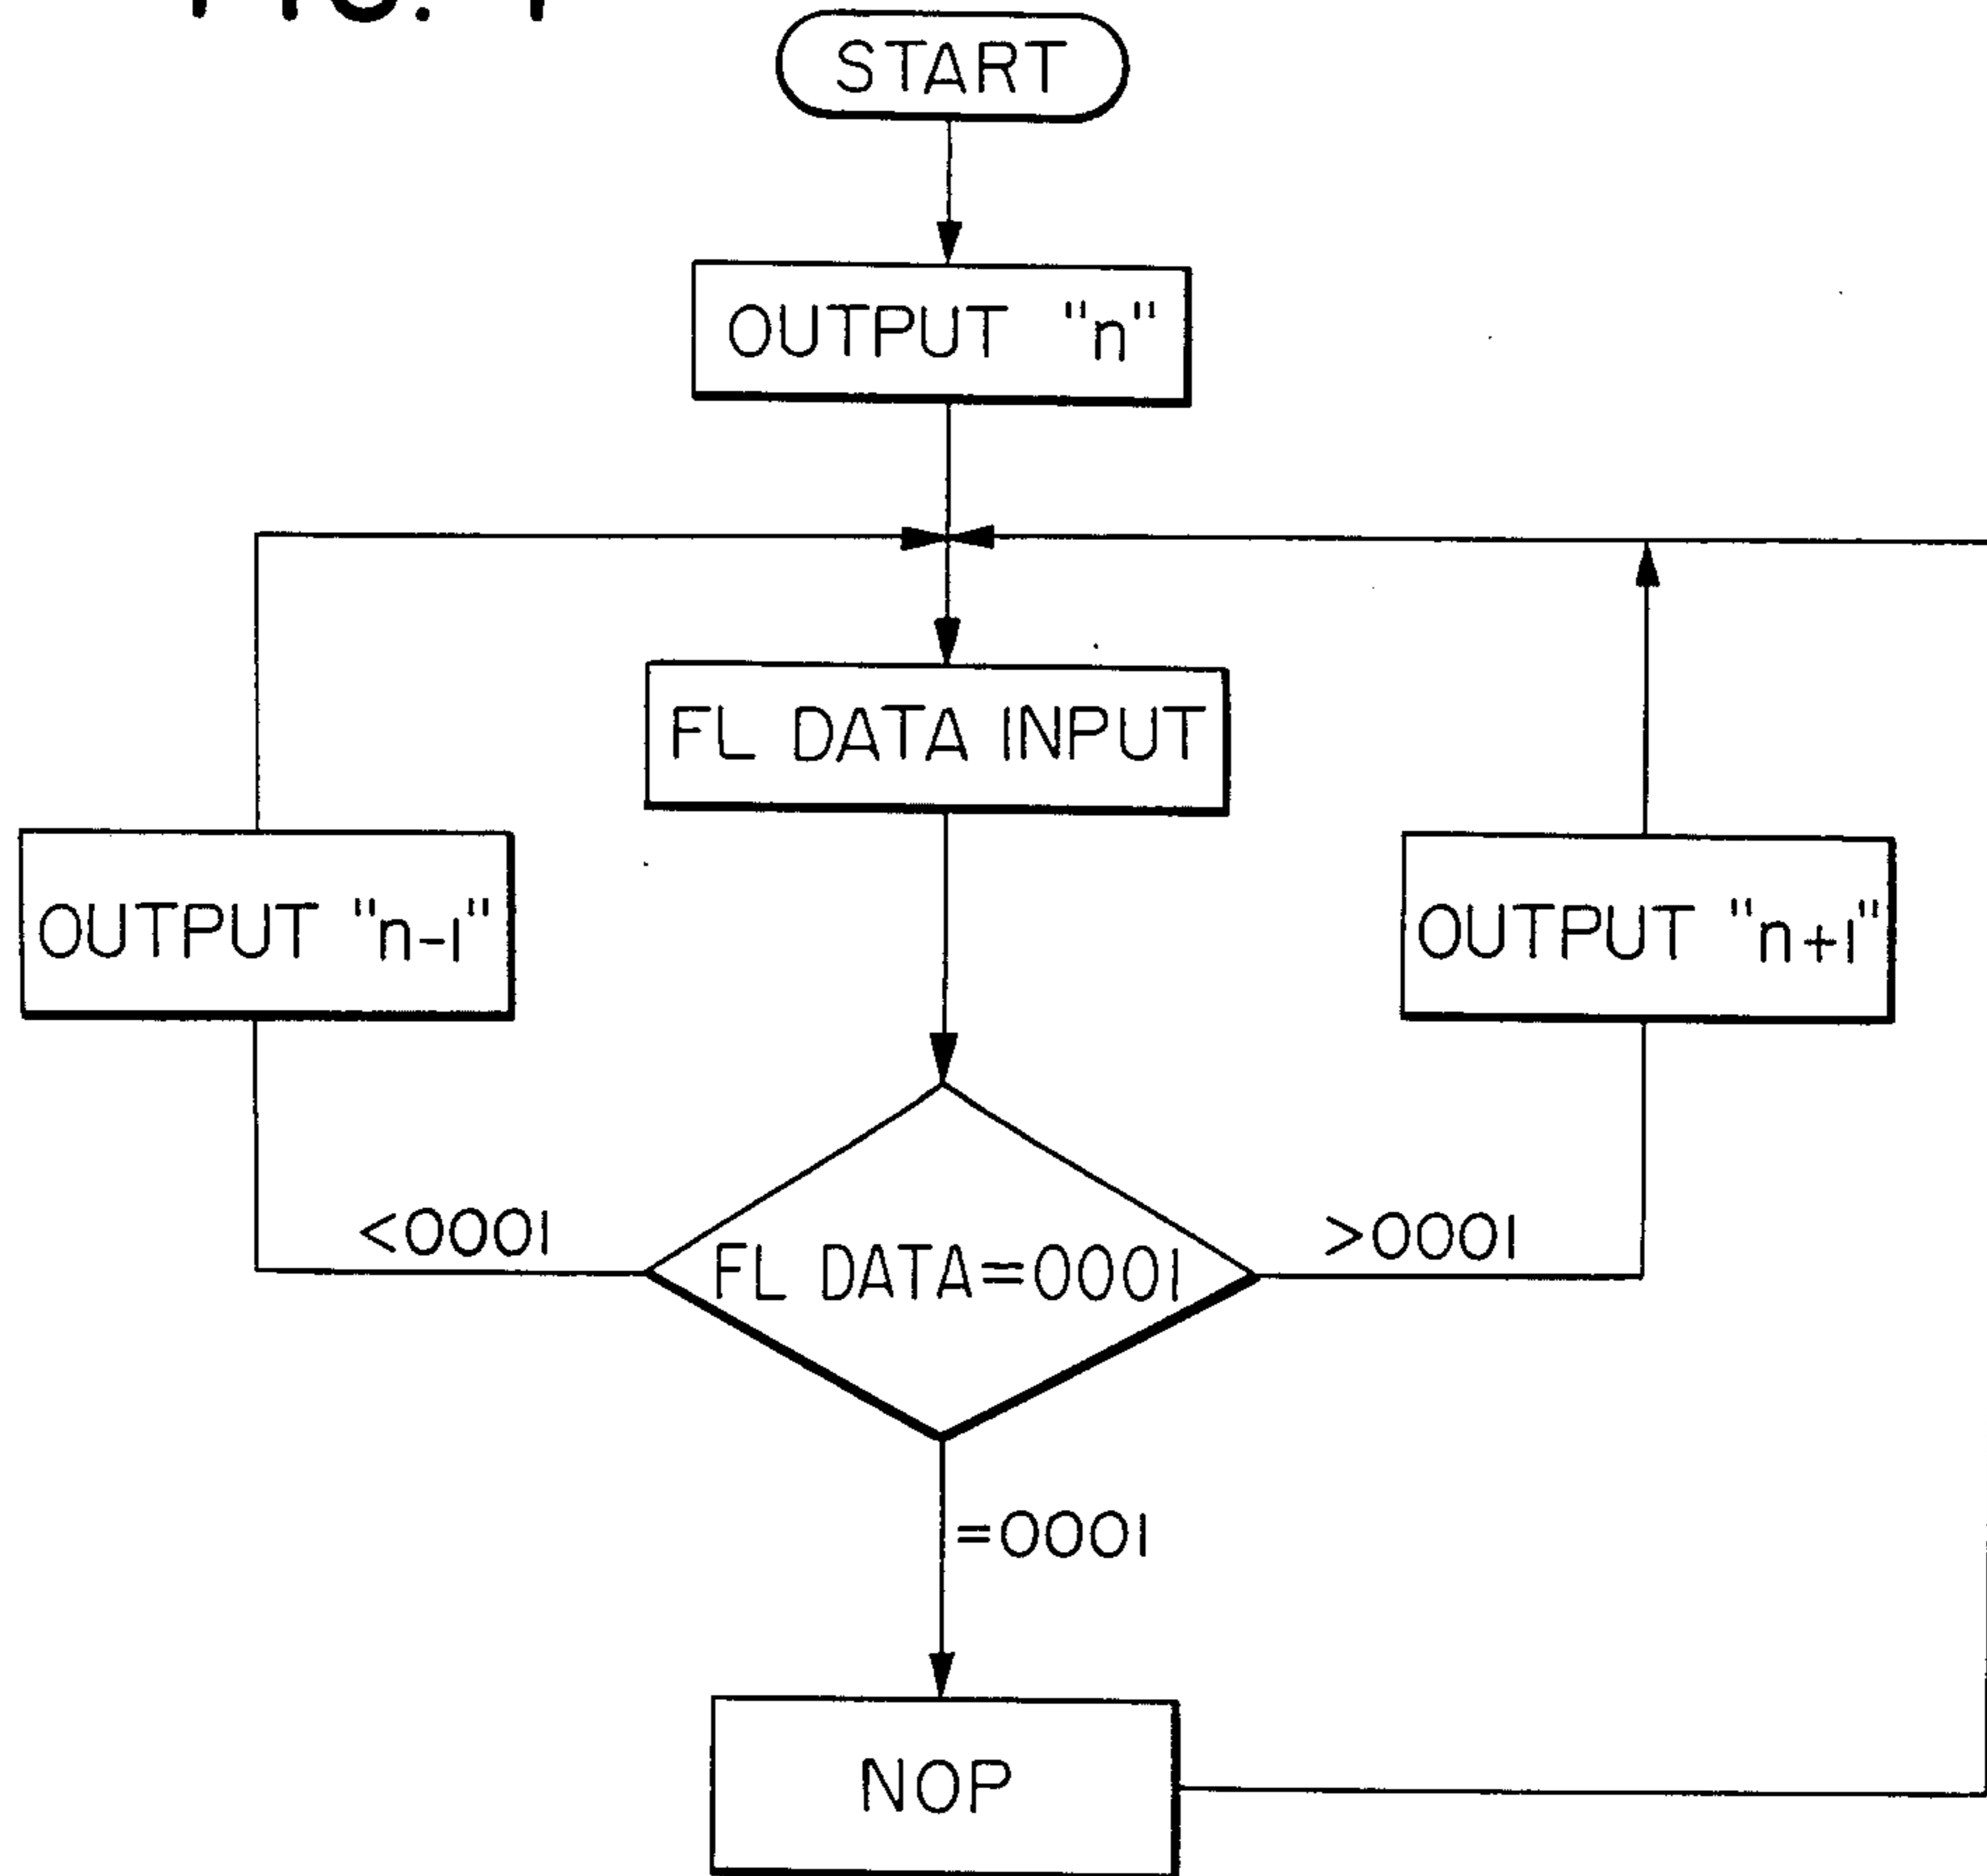 START
OUTPUT "n"
FL DATA INPUT
OUTPUT "n-1"
OUTPUT "n+1"
<0001
FL DATA=0001
>0001
=0001
NOP